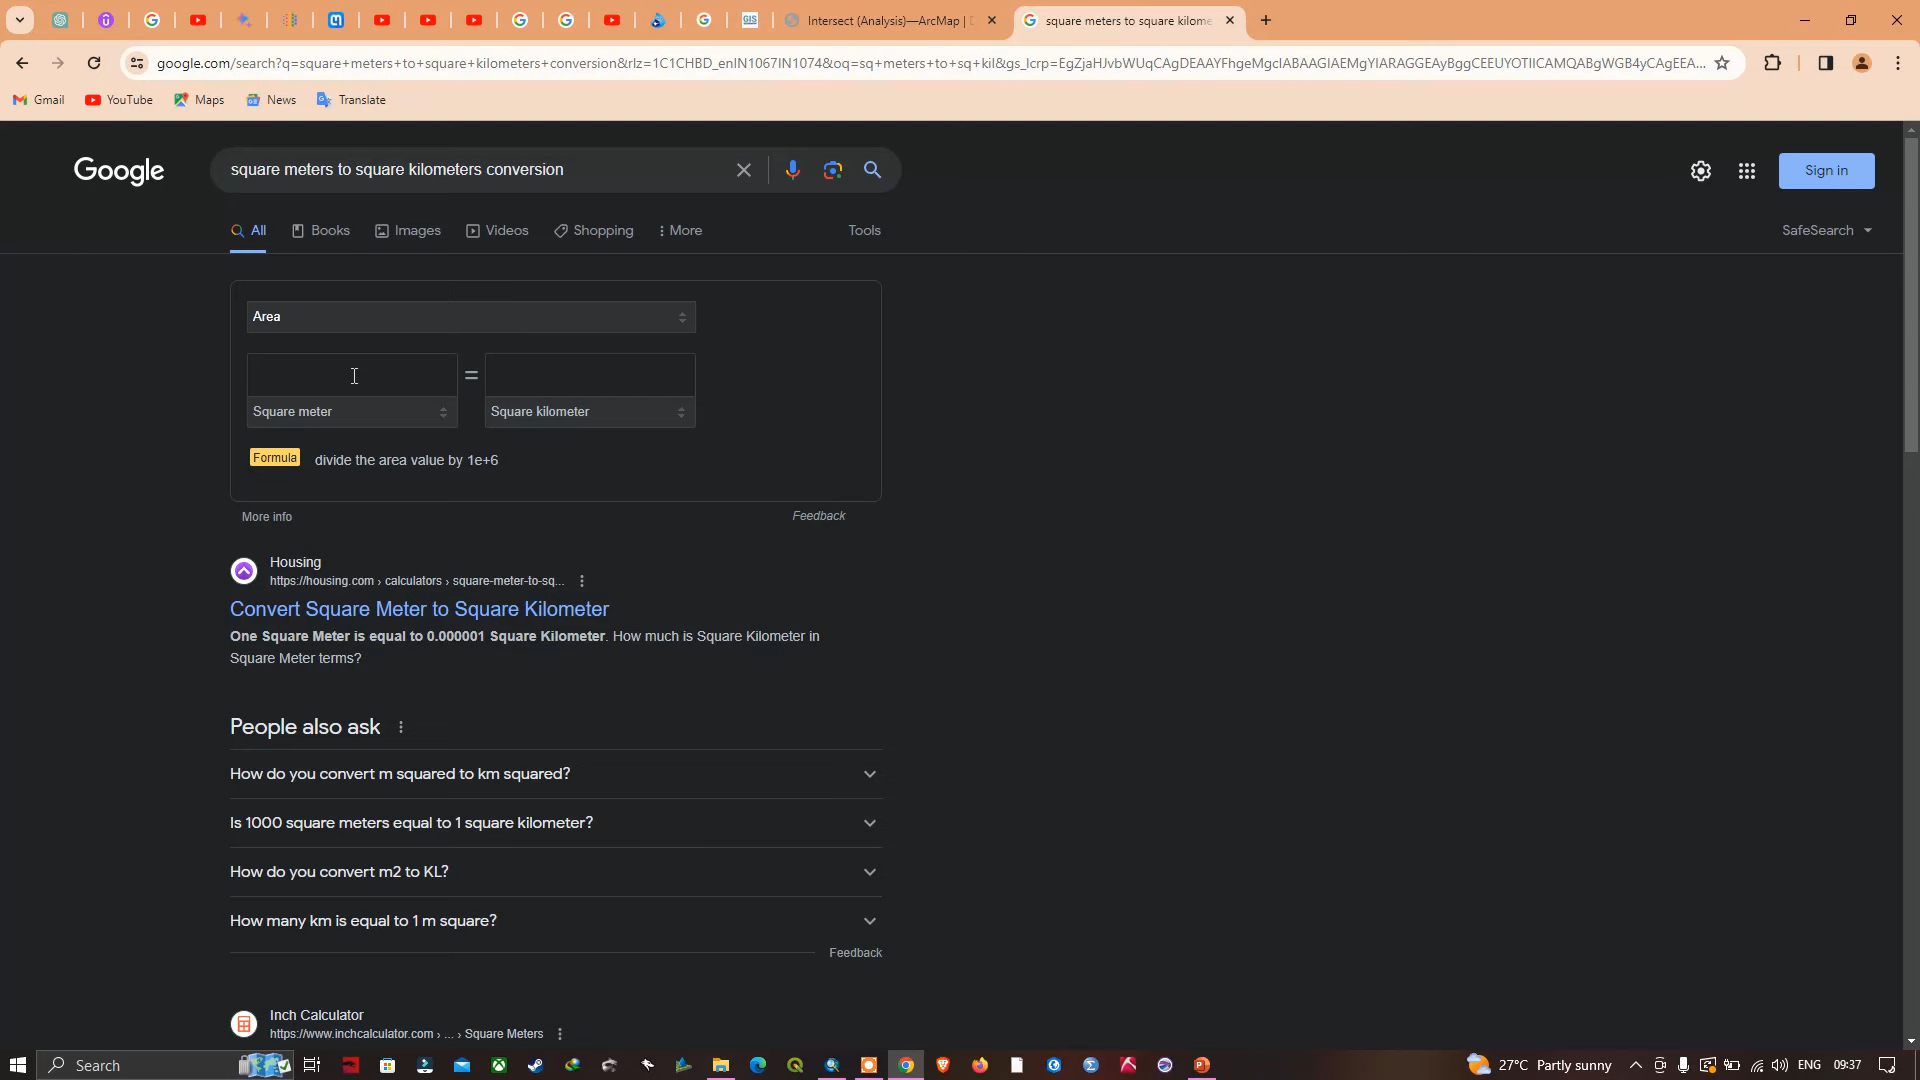 Intersect (Analysis)—ArcMap | D
square meters to square kilome
google.com/search?q=square+meters+to+square+kilometers+conversion&rlz=1C1CHBD_enIN1067IN1074&oq=sq+meters+to+sq+kil&gs_lcrp=EgZjaHJvbWUqCAgDEAAYFhgeMgcIABAAGIAEMgYIARAGGEAyBggCEEUYOTIICAMQABgWGB4yCAgEEA...
Gmail
YouTube
Maps
News
Translate
Google
square meters to square kilometers conversion
Sign in
All
Books
Images
Videos
Shopping
More
Tools
SafeSearch
Area
=
Square meter
Square kilometer
Formula
divide the area value by 1e+6
More info
Feedback
Housing
https://housing.com › calculators › square-meter-to-sq...
Convert Square Meter to Square Kilometer
One Square Meter is equal to 0.000001 Square Kilometer. How much is Square Kilometer in
Square Meter terms?
People also ask
How do you convert m squared to km squared?
Is 1000 square meters equal to 1 square kilometer?
How do you convert m2 to KL?
How many km is equal to 1 m square?
Feedback
Inch Calculator
https://www.inchcalculator.com › ... › Square Meters
Search
27°C Partly sunny
ENG
09:37